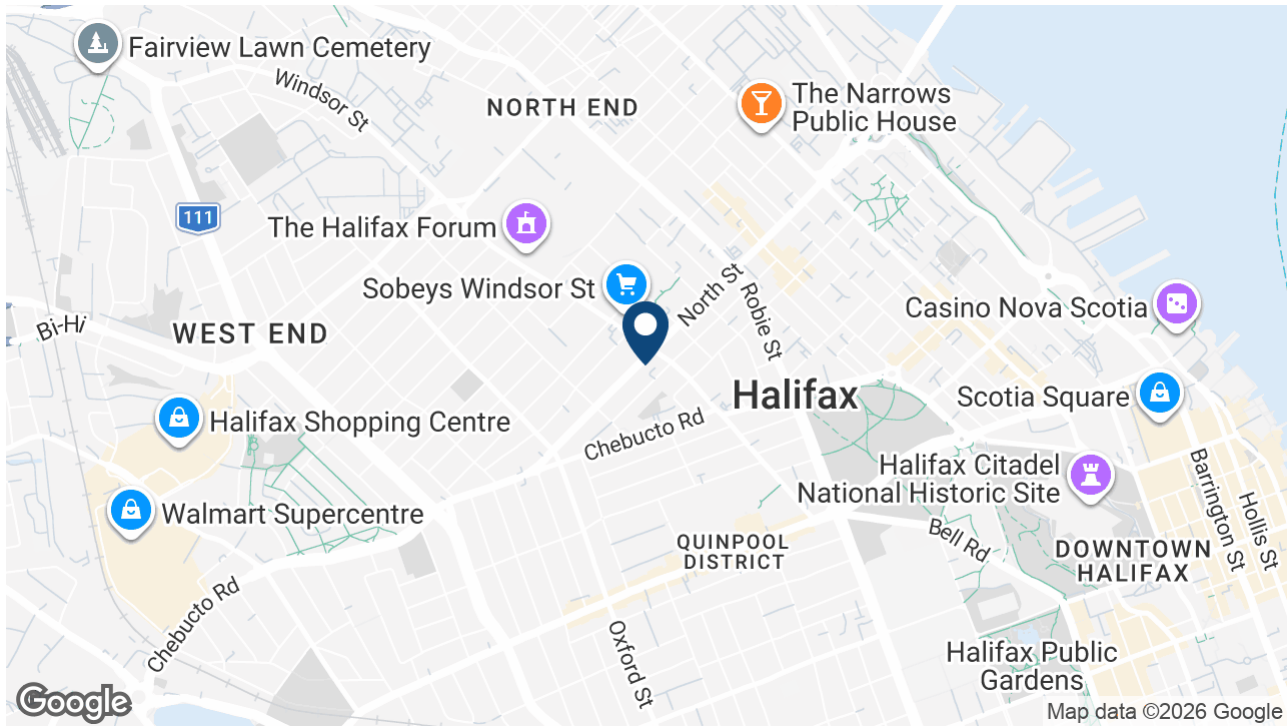 Fairview Lawn Cemetery
Windsor St
NORTH END
The Narrows
Public House
111
The Halifax Forum
Sobeys Windsor St
North St
Robie St
Casino Nova Scotia
Bi-Hi
WEST END
Halifax
Scotia Square
Halifax Shopping Centre
Chebucto Rd
Halifax Citadel
National Historic Site
Barrington St
Hollis St
Walmart Supercentre
QUINPOOL
DISTRICT
Bell Rd
DOWNTOWN
HALIFAX
Chebucto Rd
Oxford St
Halifax Public
Gardens
Google
Map data ©2026 Google